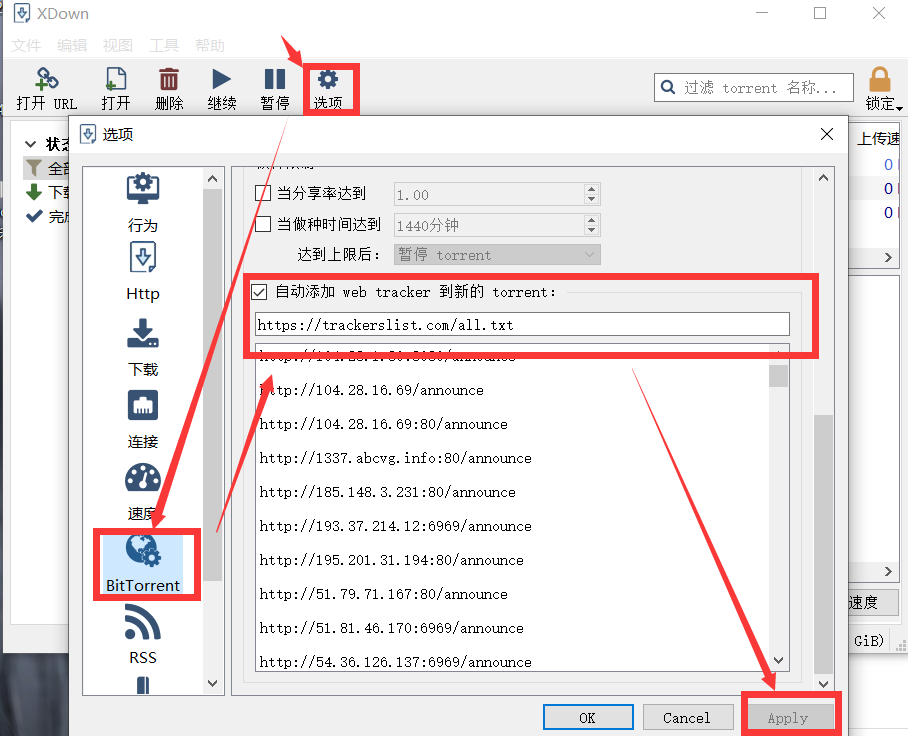 XDown
文件 编辑 视图 工具 帮助
打开 URL 打开 删除 继续 暂停 选项
过滤 torrent 名称...
锁定
选项
上传速
0
0
0
行为
Http
下载
连接
速度
BitTorrent
RSS
当分享率达到 1.00
当做种时间达到 1440分钟
达到上限后: 暂停 torrent
自动添加 web tracker 到新的 torrent:
https://trackerslist.com/all.txt
http://104.28.16.69/announce
http://104.28.16.69:80/announce
http://1337.abcvg.info:80/announce
http://185.148.3.231:80/announce
http://193.37.214.12:6969/announce
http://195.201.31.194:80/announce
http://51.79.71.167:80/announce
http://51.81.46.170:6969/announce
http://54.36.126.137:6969/announce
速度
GiB)
OK Cancel Apply